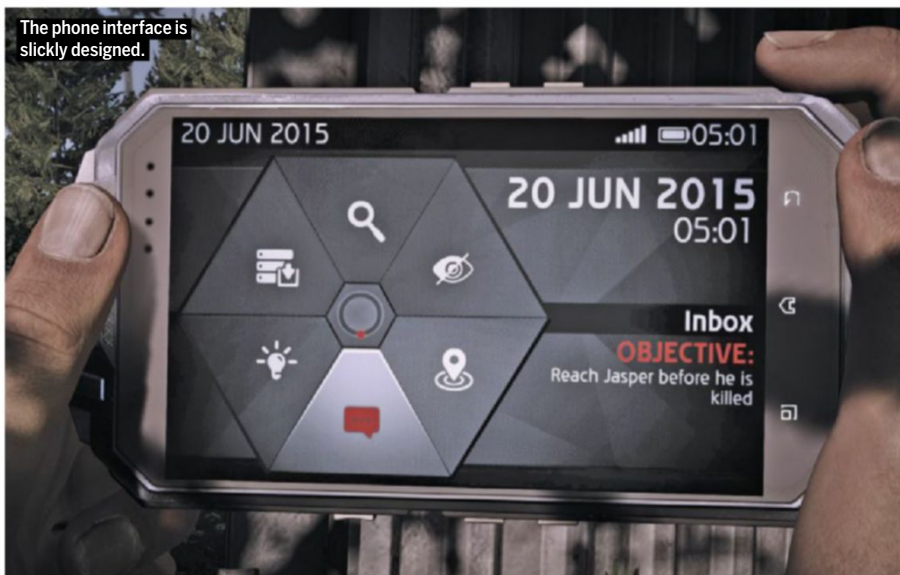 The phone interface is
slickly designed.
20 JUN 2015
05:01
20 JUN 2015
05:01
Inbox
OBJECTIVE:
Reach Jasper before he is
killed